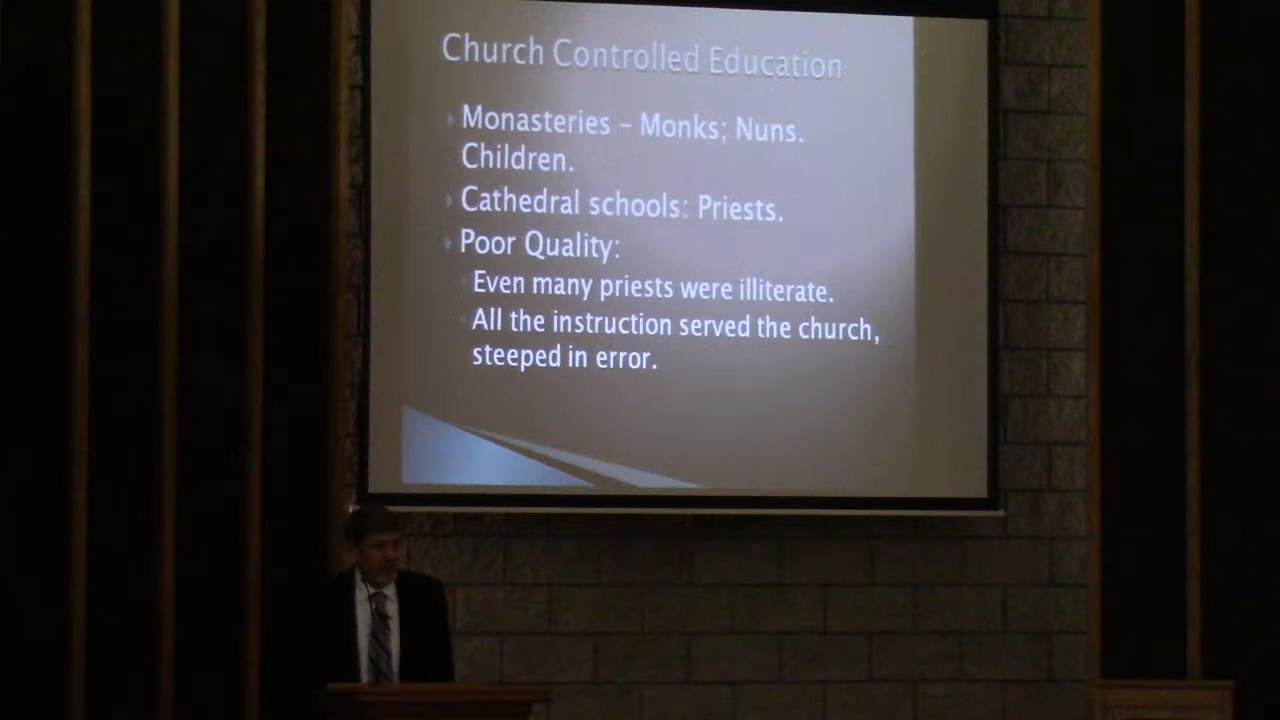 Church Controlled Education
Monasteries – Monks; Nuns.
Children.
Cathedral schools: Priests.
Poor Quality:
Even many priests were illiterate.
All the instruction served the church,
steeped in error.